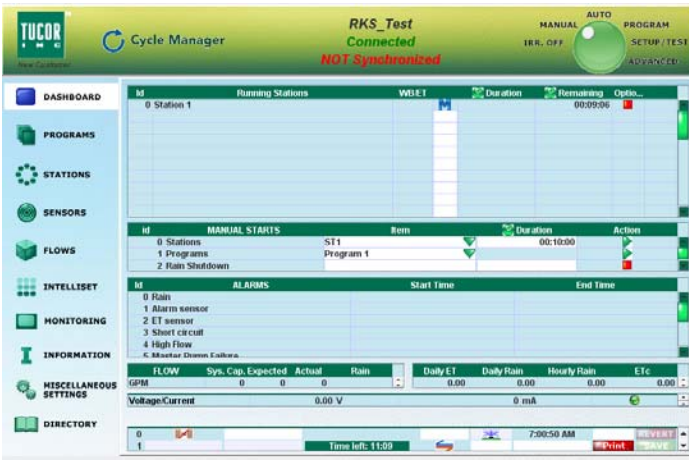 TUCOR
INC
New Customer
Cycle Manager
RKS_Test
Connected
NOT Synchronized
AUTO
MANUAL PROGRAM
IRR. OFF SETUP/TEST
ADVANCED
DASHBOARD
PROGRAMS
STATIONS
SENSORS
FLOWS
INTELLISET
MONITORING
INFORMATION
MISCELLANEOUS
SETTINGS
DIRECTORY
Id Running Stations WBET Duration Remaining Optio...
0 Station 1 M 00:09:06
id MANUAL STARTS Item Duration Action
0 Stations ST1 00:10:00
1 Programs Program 1
2 Rain Shutdown
Id ALARMS Start Time End Time
0 Rain
1 Alarm sensor
2 ET sensor
3 Short circuit
4 High Flow
5 Master Pump Failure
FLOW Sys. Cap. Expected Actual Rain
GPM 0 0 0
Daily ET Daily Rain Hourly Rain ETc
0.00 0.00 0.00 0.00
Voltage/Current 0.00 V 0 mA
0 7:00:50 AM REVERT
1 Time left: 11:09 Print SAVE